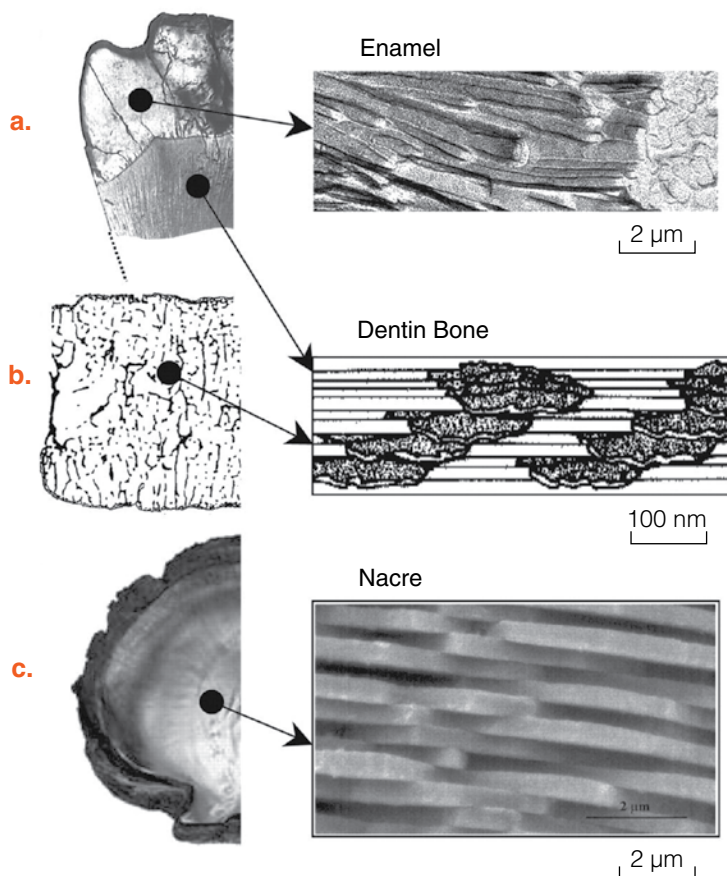 Enamel
a.
2 µm
Dentin Bone
b.
100 nm
Nacre
c.
2 µm
2 µm